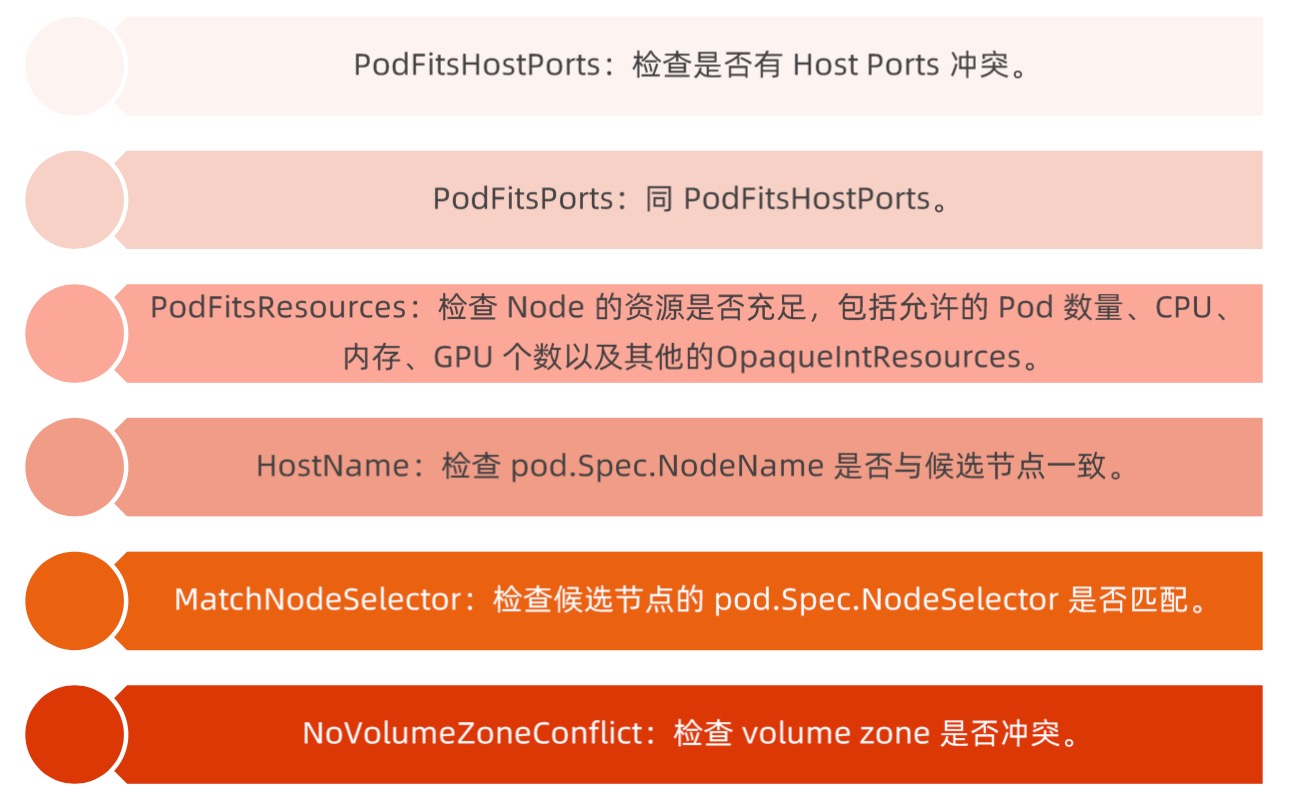 PodFitsHostPorts：检查是否有 Host Ports 冲突。
PodFitsPorts：同 PodFitsHostPorts。
PodFitsResources：检查 Node 的资源是否充足，包括允许的 Pod 数量、CPU、
内存、GPU 个数以及其他的OpaqueIntResources。
HostName：检查 pod.Spec.NodeName 是否与候选节点一致。
MatchNodeSelector：检查候选节点的 pod.Spec.NodeSelector 是否匹配。
NoVolumeZoneConflict：检查 volume zone 是否冲突。